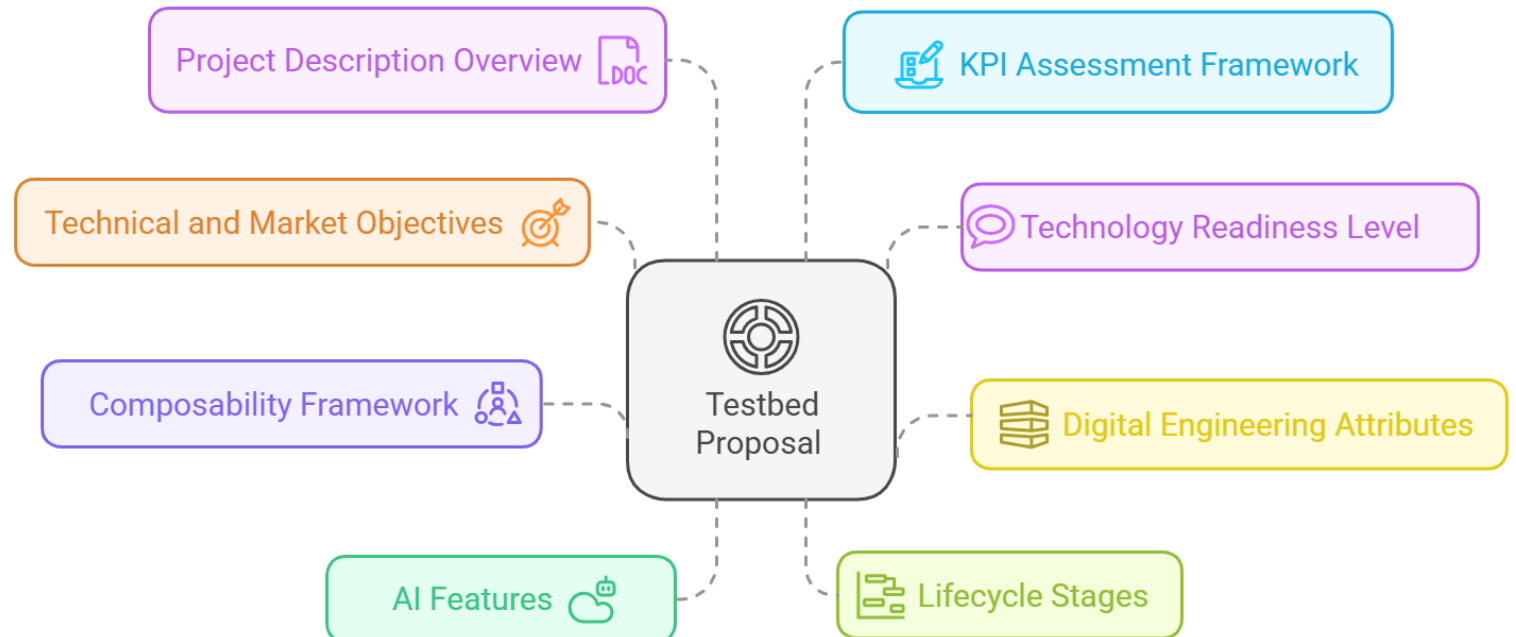 Project Description Overview
DOC
KPI Assessment Framework
Technical and Market Objectives
Technology Readiness Level
Testbed
Proposal
Composability Framework
Digital Engineering Attributes
AI Features
Lifecycle Stages